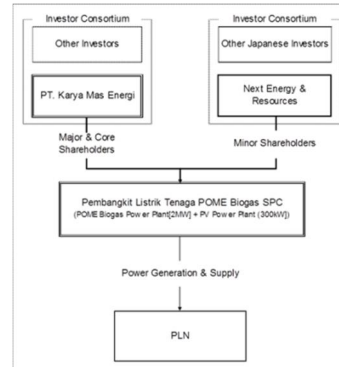 Investor Consortium
Other Investors
PT. Karya Mas Energi
Major & Core
Shareholders
Investor Consortium
Other Japanese Investors
Next Energy &
Resources
Minor Shareholders
Pembangkit Listrik Tenaga POME Biogas SPC
(POME Biogas Power Plant[2MW] + PV Power Plant (300kW])
Power Generation & Supply
PLN